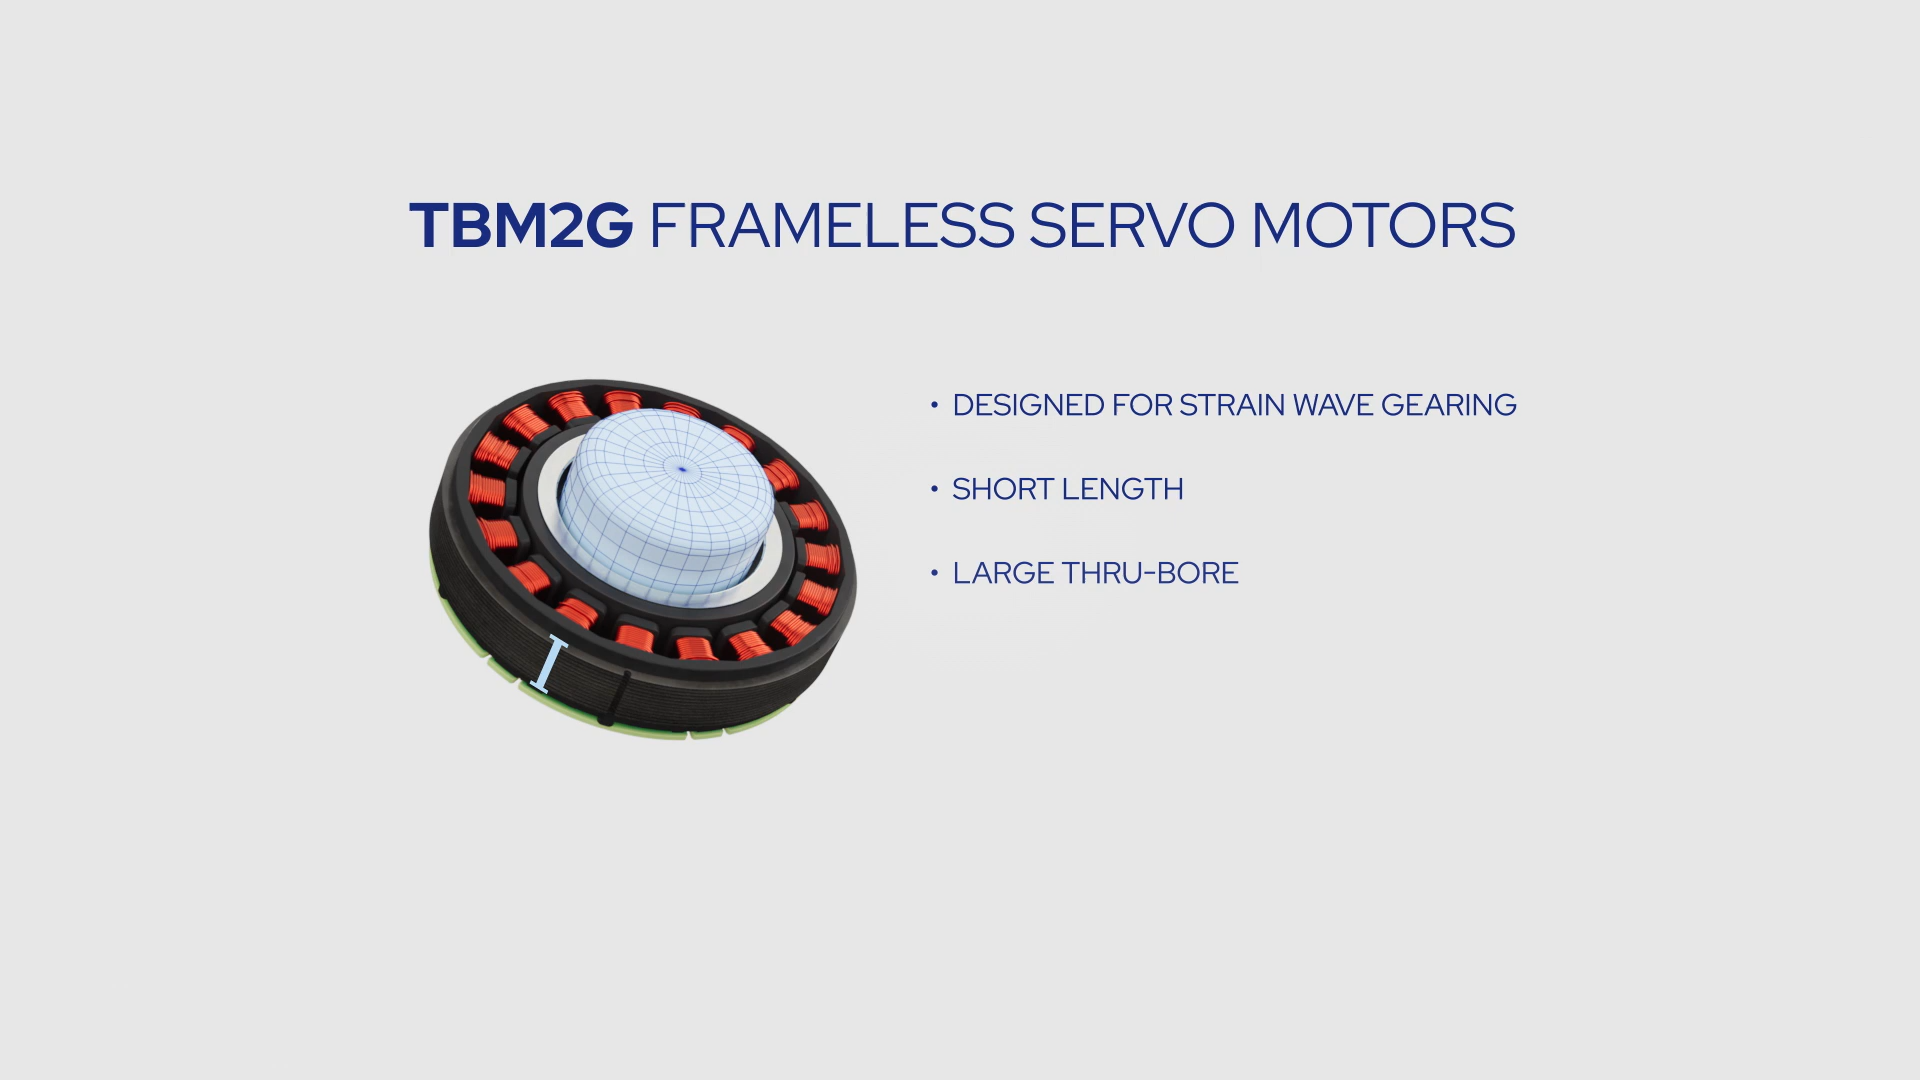 TBM2G FRAMELESS SERVO MOTORS
• DESIGNED FOR STRAIN WAVE GEARING
• SHORT LENGTH
• LARGE THRU-BORE